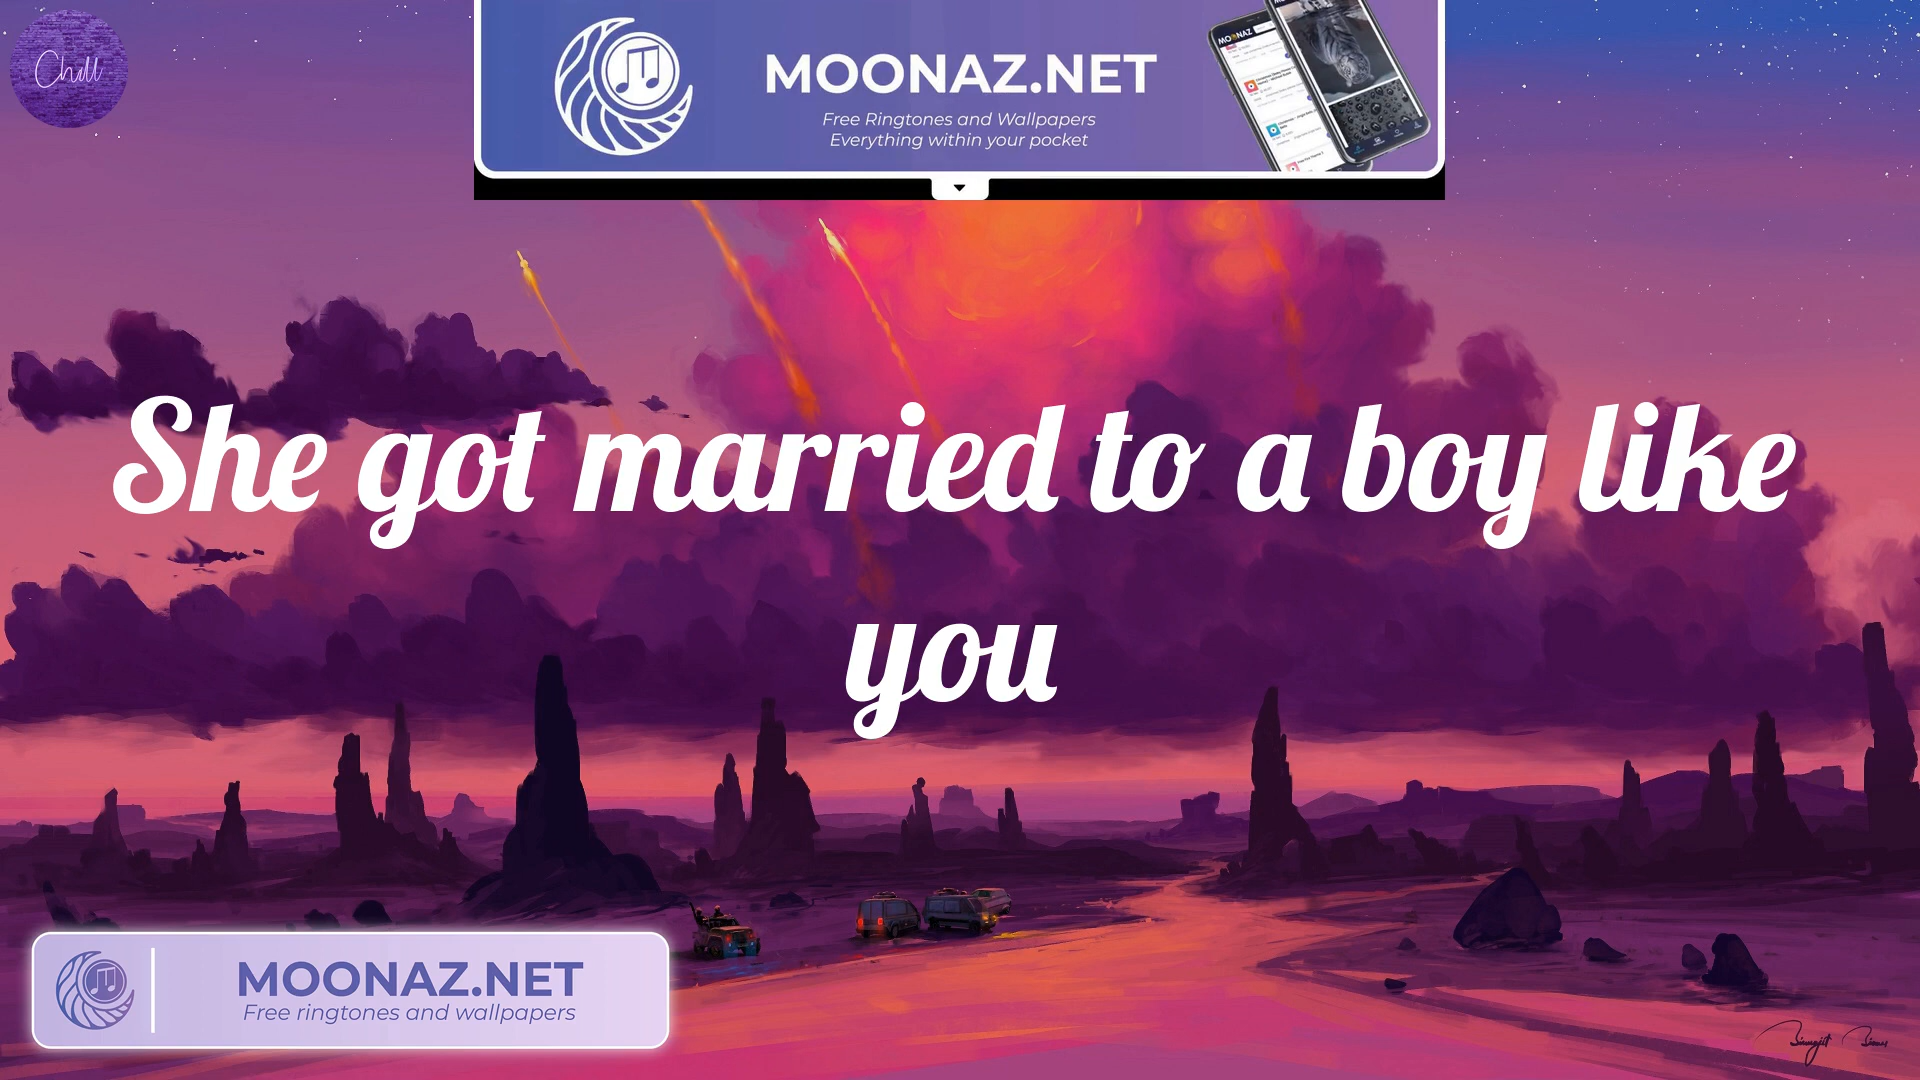 Chill
MOONAZ.NET
Free Ringtones and Wallpapers
Everything within your pocket
MOONAZ
She got married to a boy like
you
MOONAZ.NET
Free ringtones and wallpapers